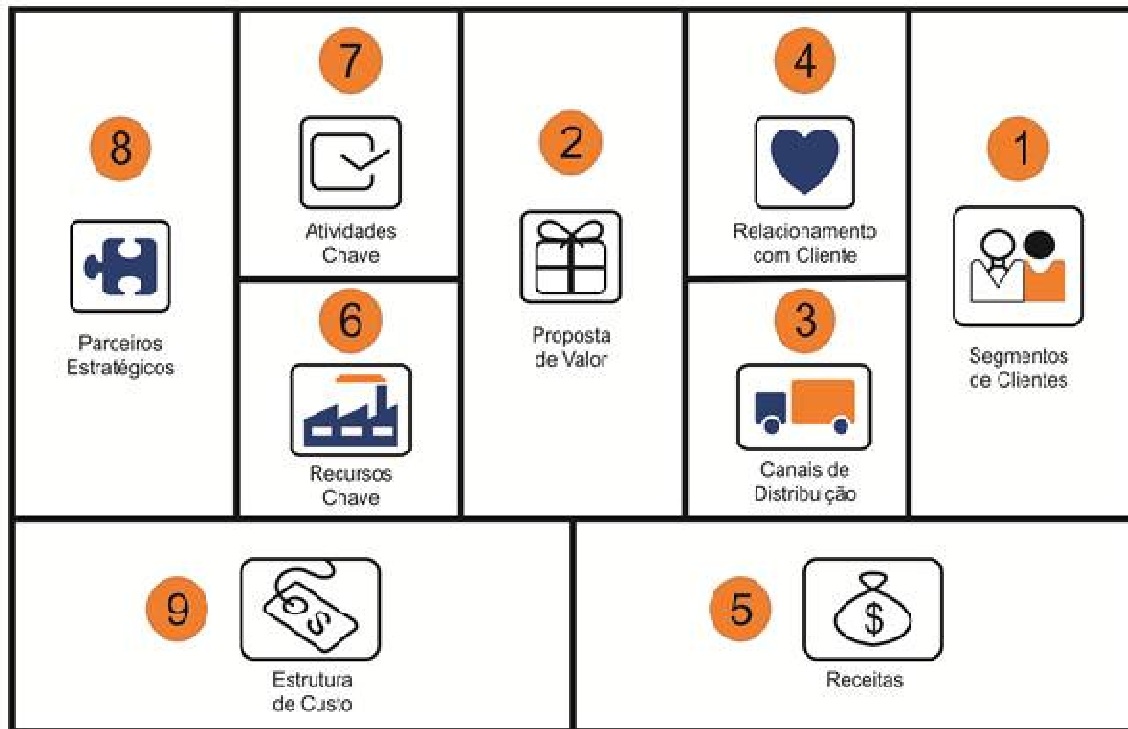 7
4
8
2
1
Atividades
Chave
Relacionamento
com Cliente
6
3
Parceiros
Estratégicos
Proposta
de Valor
Segmentos
de Clientes
Recursos
Chave
Canais de
Distribuição
9
$
Estrutura
de Custo
5
$
Receitas